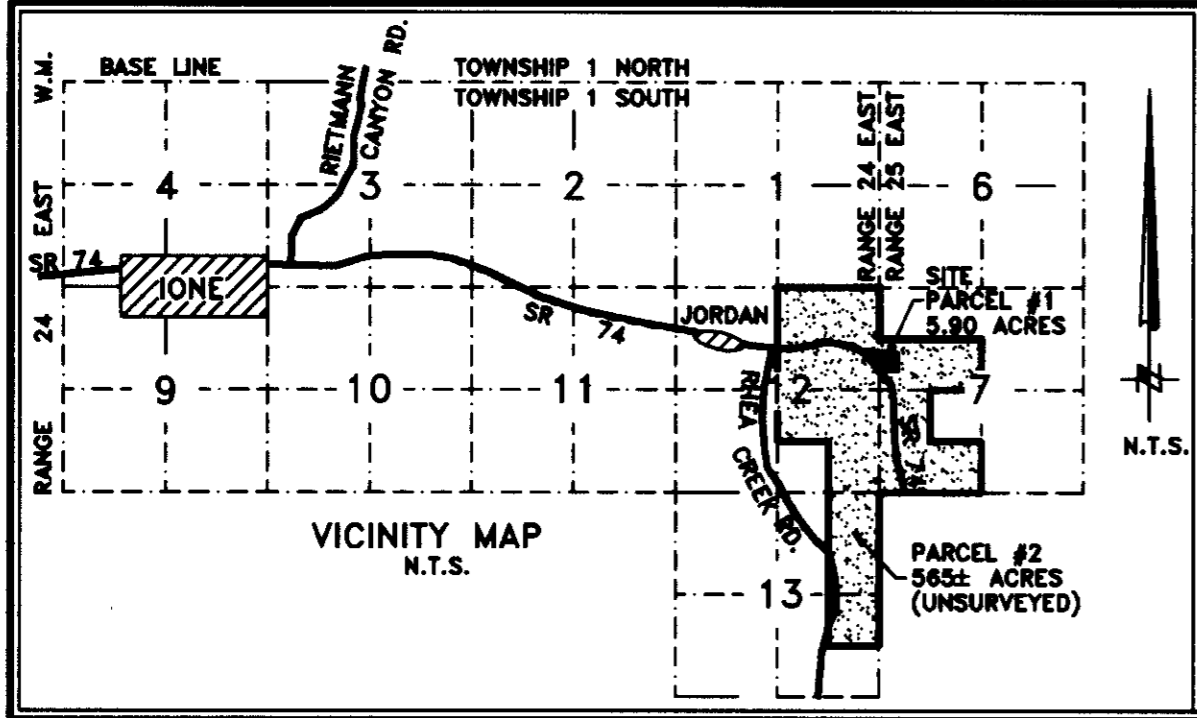 W.M.
BASE LINE
TOWNSHIP 1 NORTH
TOWNSHIP 1 SOUTH
RIETMANN
CANYON RD.
RANGE 24 EAST
RANGE 25 EAST
4
3
2
1
6
RANGE 24 EAST
SR 74
IONE
SR 74
JORDAN
SITE
PARCEL #1
5.90 ACRES
9
10
11
2
7
RHEA CREEK RD.
SR 74
N
N.T.S.
VICINITY MAP
N.T.S.
PARCEL #2
565± ACRES
(UNSURVEYED)
13